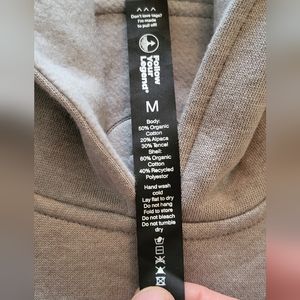 Don't love tags?
I'm made
to pull off!
Follow
Your
Legend®
M
Body:
50% Organic
Cotton
20% Alpaca
30% Tencel
Shell:
60% Organic
Cotton
40% Recycled
Polyestor
Hand wash
cold
Lay flat to dry
Do not hang
Fold to store
Do not bleach
Do not tumble
dry